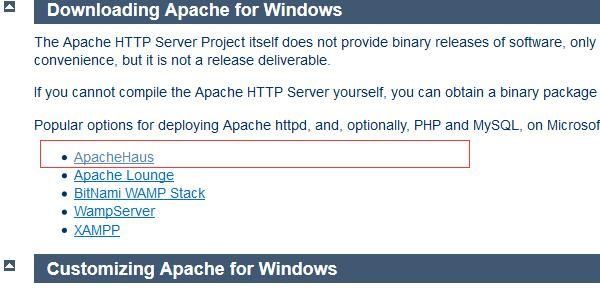 Downloading Apache for Windows
The Apache HTTP Server Project itself does not provide binary releases of software, only
convenience, but it is not a release deliverable.
If you cannot compile the Apache HTTP Server yourself, you can obtain a binary package
Popular options for deploying Apache httpd, and, optionally, PHP and MySQL, on Microsof
ApacheHaus
Apache Lounge
BitNami WAMP Stack
WampServer
XAMPP
Customizing Apache for Windows